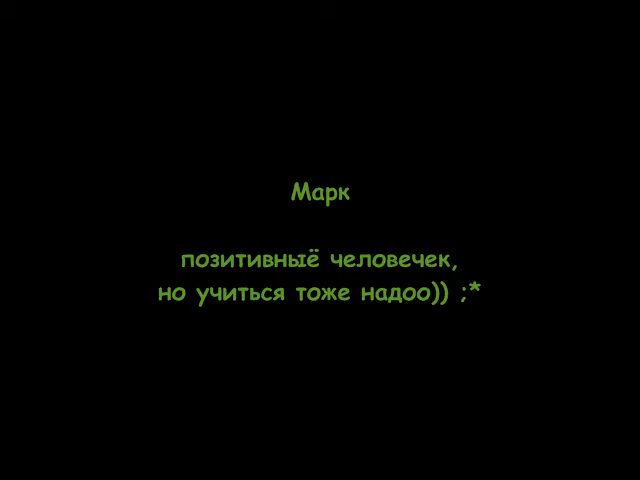 Марк
позитивныё человечек,
но учиться тоже надоо)) ;*